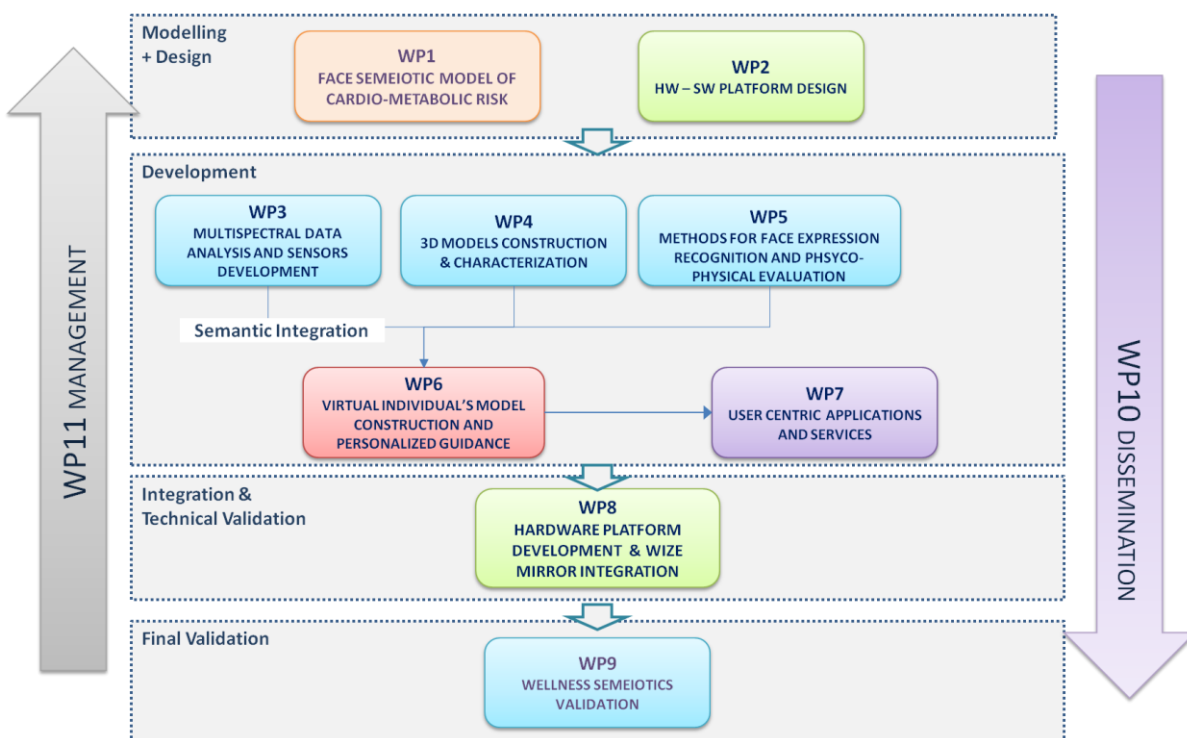 Modelling
+ Design
WP1
FACE SEMEIOTIC MODEL OF
CARDIO-METABOLIC RISK
WP2
HW – SW PLATFORM DESIGN
Development
WP3
MULTISPECTRAL DATA
ANALYSIS AND SENSORS
DEVELOPMENT
WP4
3D MODELS CONSTRUCTION
& CHARACTERIZATION
WP5
METHODS FOR FACE EXPRESSION
RECOGNITION AND PHSYCO-
PHYSICAL EVALUATION
Semantic Integration
WP6
VIRTUAL INDIVIDUAL'S MODEL
CONSTRUCTION AND
PERSONALIZED GUIDANCE
WP7
USER CENTRIC APPLICATIONS
AND SERVICES
Integration &
Technical Validation
WP8
HARDWARE PLATFORM
DEVELOPMENT & WIZE
MIRROR INTEGRATION
Final Validation
WP9
WELLNESS SEMEIOTICS
VALIDATION
WP11 MANAGEMENT
WP10 DISSEMINATION